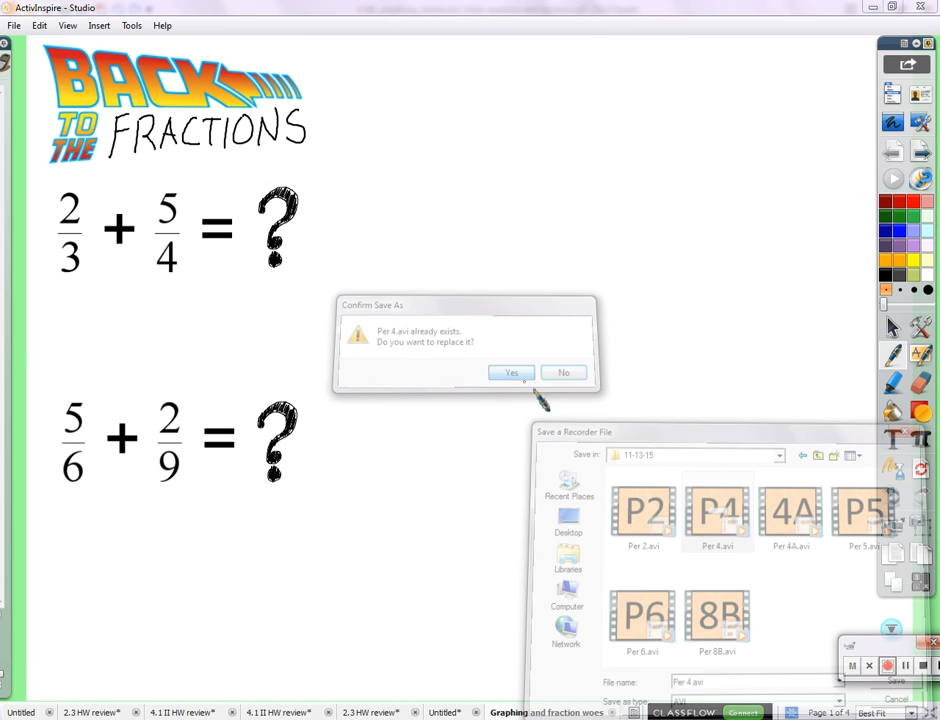 ActivInspire - Studio
File Edit View Insert Tools Help
BACK
TO
THE FRACTIONS
2/3 + 5/4 = ?
5/6 + 2/9 = ?
Confirm Save As
Per 4.avi already exists.
Do you want to replace it?
Yes No
Save a Recorder File
Save in: 11-13-15
Recent Places
Desktop
Libraries
Computer
Network
P2 P4 4A P5
Per 2.avi Per 4.avi Per 4A.avi Per 5.avi
P6 8B
Per 6.avi Per 8B.avi
File name: Per 4.avi Save
Save as type: AVI Cancel
Untitled 2.3 HW review* 4.1 II HW review* 4.1 II HW review* 2.3 HW review* Untitled* Graphing and fraction woes CLASSFLOW Connect Page 1 of 4 Best Fit